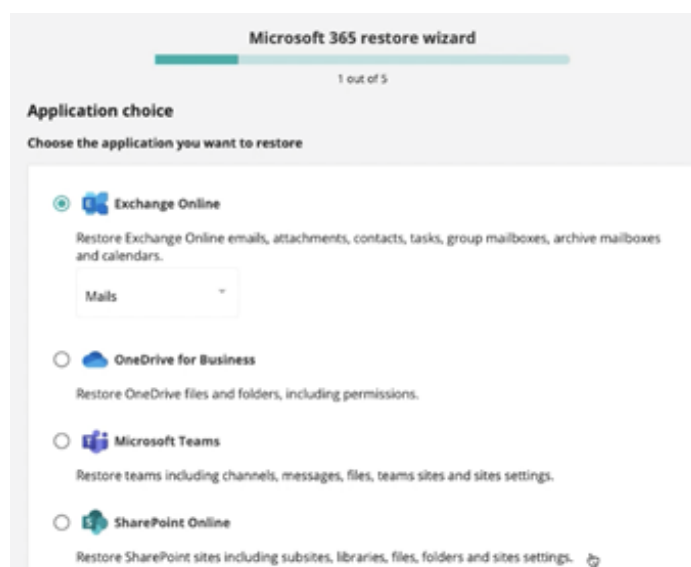 Microsoft 365 restore wizard
1 out of 5
Application choice
Choose the application you want to restore
Exchange Online
Restore Exchange Online emails, attachments, contacts, tasks, group mailboxes, archive mailboxes
and calendars.
Mails
OneDrive for Business
Restore OneDrive files and folders, including permissions.
Microsoft Teams
Restore teams including channels, messages, files, teams sites and sites settings.
SharePoint Online
Restore SharePoint sites including subsites, libraries, files, folders and sites settings.